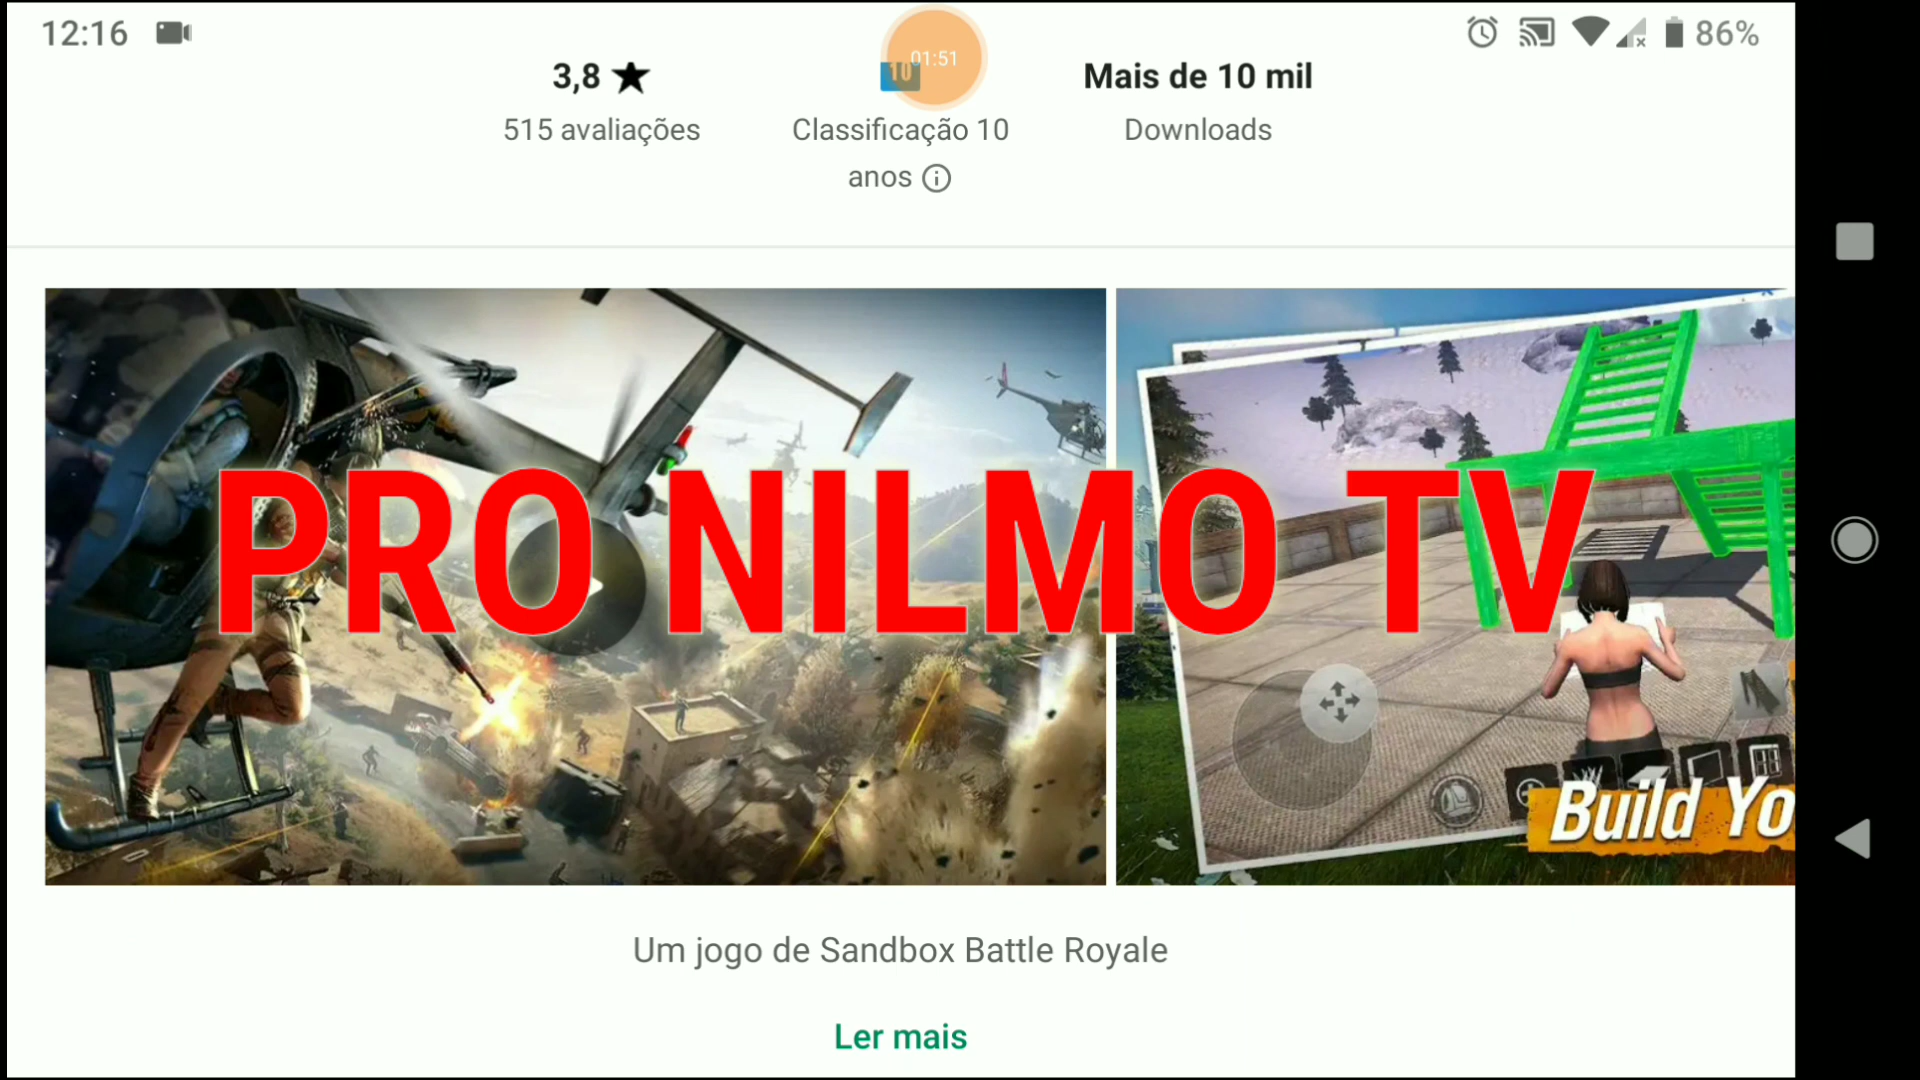 12:16
86%
01:51
3,8 ★
10
Mais de 10 mil
515 avaliações
Classificação 10
anos
Downloads
PRO NILMO TV
Build Yo
Um jogo de Sandbox Battle Royale
Ler mais